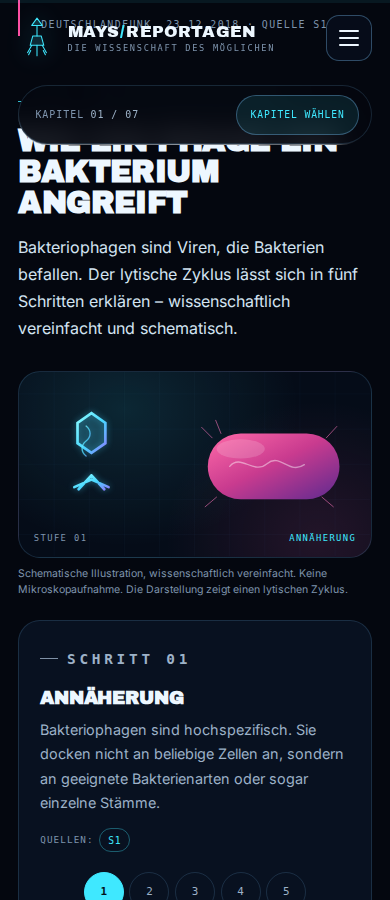 DEUTSCHLANDFUNK, 23.12.2018 · QUELLE S1
MAYS/REPORTAGEN
DIE WISSENSCHAFT DES MÖGLICHEN
KAPITEL 01 / 07
KAPITEL WÄHLEN
WIE EIN PHAGE EIN
BAKTERIUM
ANGREIFT
Bakteriophagen sind Viren, die Bakterien
befallen. Der lytische Zyklus lässt sich in fünf
Schritten erklären – wissenschaftlich
vereinfacht und schematisch.
STUFE 01
ANNÄHERUNG
Schematische Illustration, wissenschaftlich vereinfacht. Keine
Mikroskopaufnahme. Die Darstellung zeigt einen lytischen Zyklus.
SCHRITT 01
ANNÄHERUNG
Bakteriophagen sind hochspezifisch. Sie
docken nicht an beliebige Zellen an, sondern
an geeignete Bakterienarten oder sogar
einzelne Stämme.
QUELLEN: S1
1 2 3 4 5